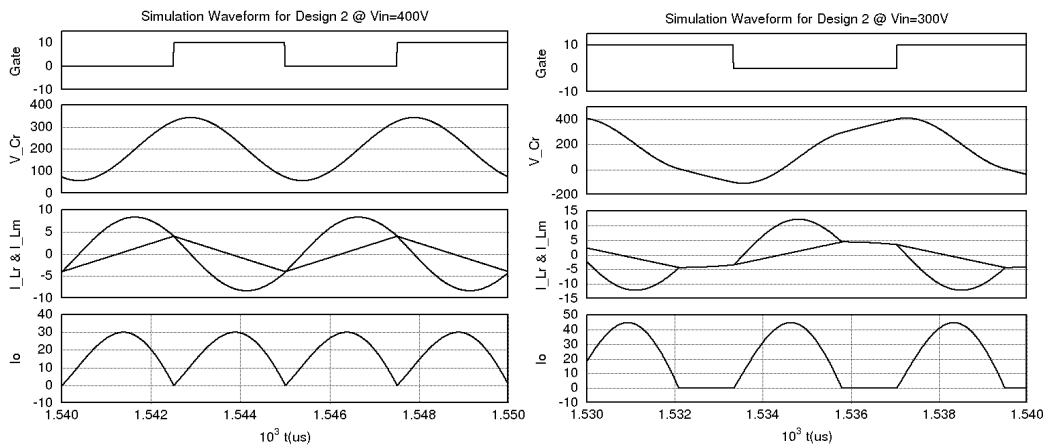 Simulation Waveform for Design 2 @ Vin=400V
Gate
10
0
-10
V_Cr
400
300
200
100
0
I_Lr & I_Lm
10
5
0
-5
-10
Io
40
30
20
10
0
1.540 1.542 1.544 1.546 1.548 1.550
10³ t(us)
Simulation Waveform for Design 2 @ Vin=300V
Gate
10
0
-10
V_Cr
400
200
0
-200
I_Lr & I_Lm
15
10
5
0
-5
-10
-15
Io
50
40
30
20
10
0
-10
1.530 1.532 1.534 1.536 1.538 1.540
10³ t(us)